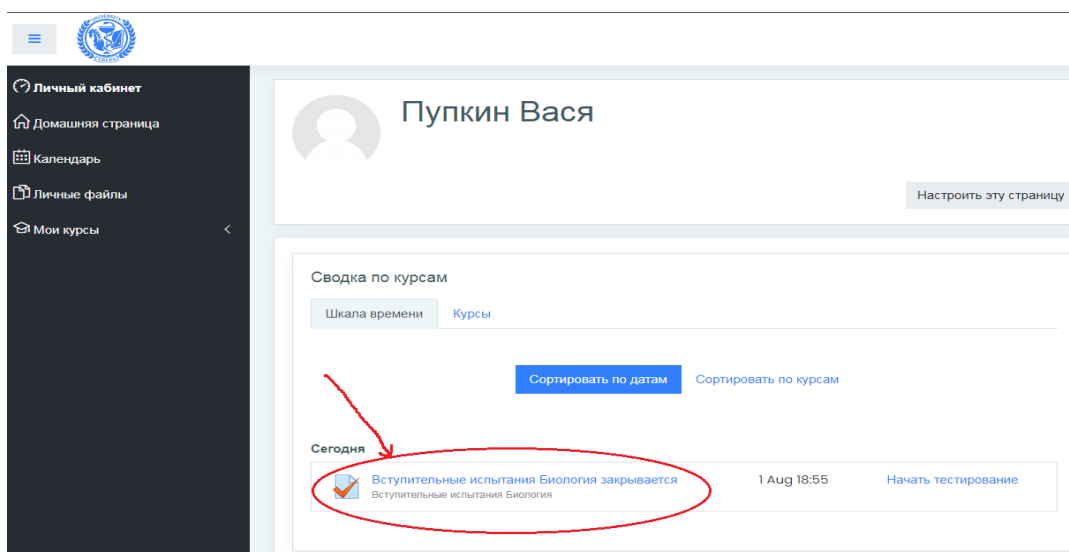 UNIVERSITY
Личный кабинет
Домашняя страница
Календарь
Личные файлы
Мои курсы
Пупкин Вася
Настроить эту страницу
Сводка по курсам
Шкала времени Курсы
Сортировать по датам Сортировать по курсам
Сегодня
Вступительные испытания Биология закрывается 1 Aug 18:55 Начать тестирование
Вступительные испытания Биология